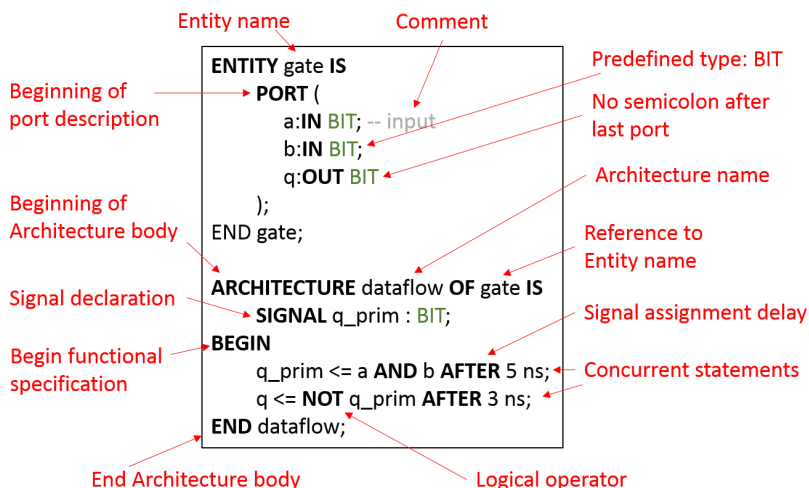 Entity name
Comment
ENTITY gate IS
Predefined type: BIT
Beginning of
port description
PORT (
No semicolon after
last port
a:IN BIT; -- input
b:IN BIT;
q:OUT BIT
Architecture name
);
Beginning of
Architecture body
END gate;
Reference to
Entity name
ARCHITECTURE dataflow OF gate IS
Signal declaration
SIGNAL q_prim : BIT;
Signal assignment delay
BEGIN
Begin functional
specification
q_prim <= a AND b AFTER 5 ns;
Concurrent statements
q <= NOT q_prim AFTER 3 ns;
END dataflow;
End Architecture body
Logical operator